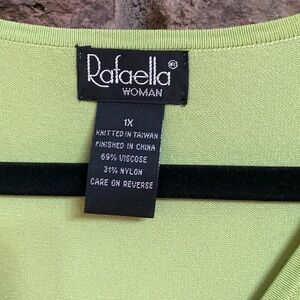 Rafaella®
WOMAN
1X
KNITTED IN TAIWAN
FINISHED IN CHINA
69% VISCOSE
31% NYLON
CARE ON REVERSE